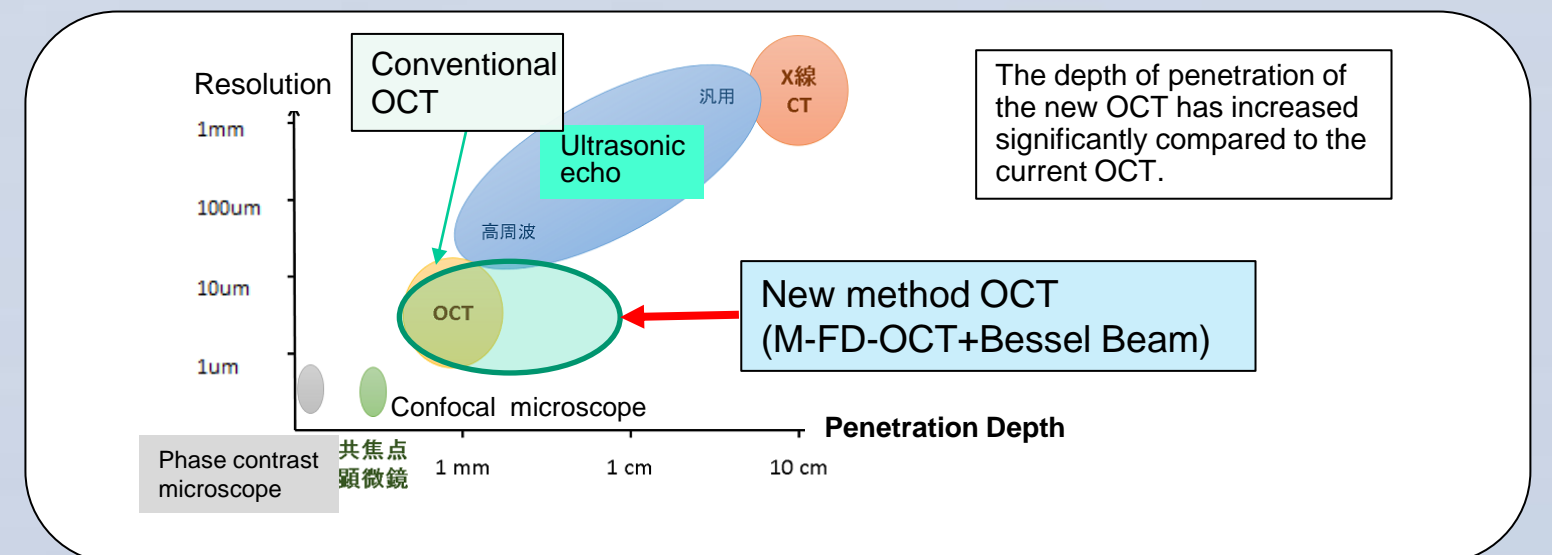 Resolution
Conventional
OCT
X線
CT
汎用
The depth of penetration of
the new OCT has increased
significantly compared to the
current OCT.
1mm
Ultrasonic
echo
100um
高周波
10um
OCT
New method OCT
(M-FD-OCT+Bessel Beam)
1um
Confocal microscope
Penetration Depth
Phase contrast
microscope
共焦点
顕微鏡
1 mm
1 cm
10 cm